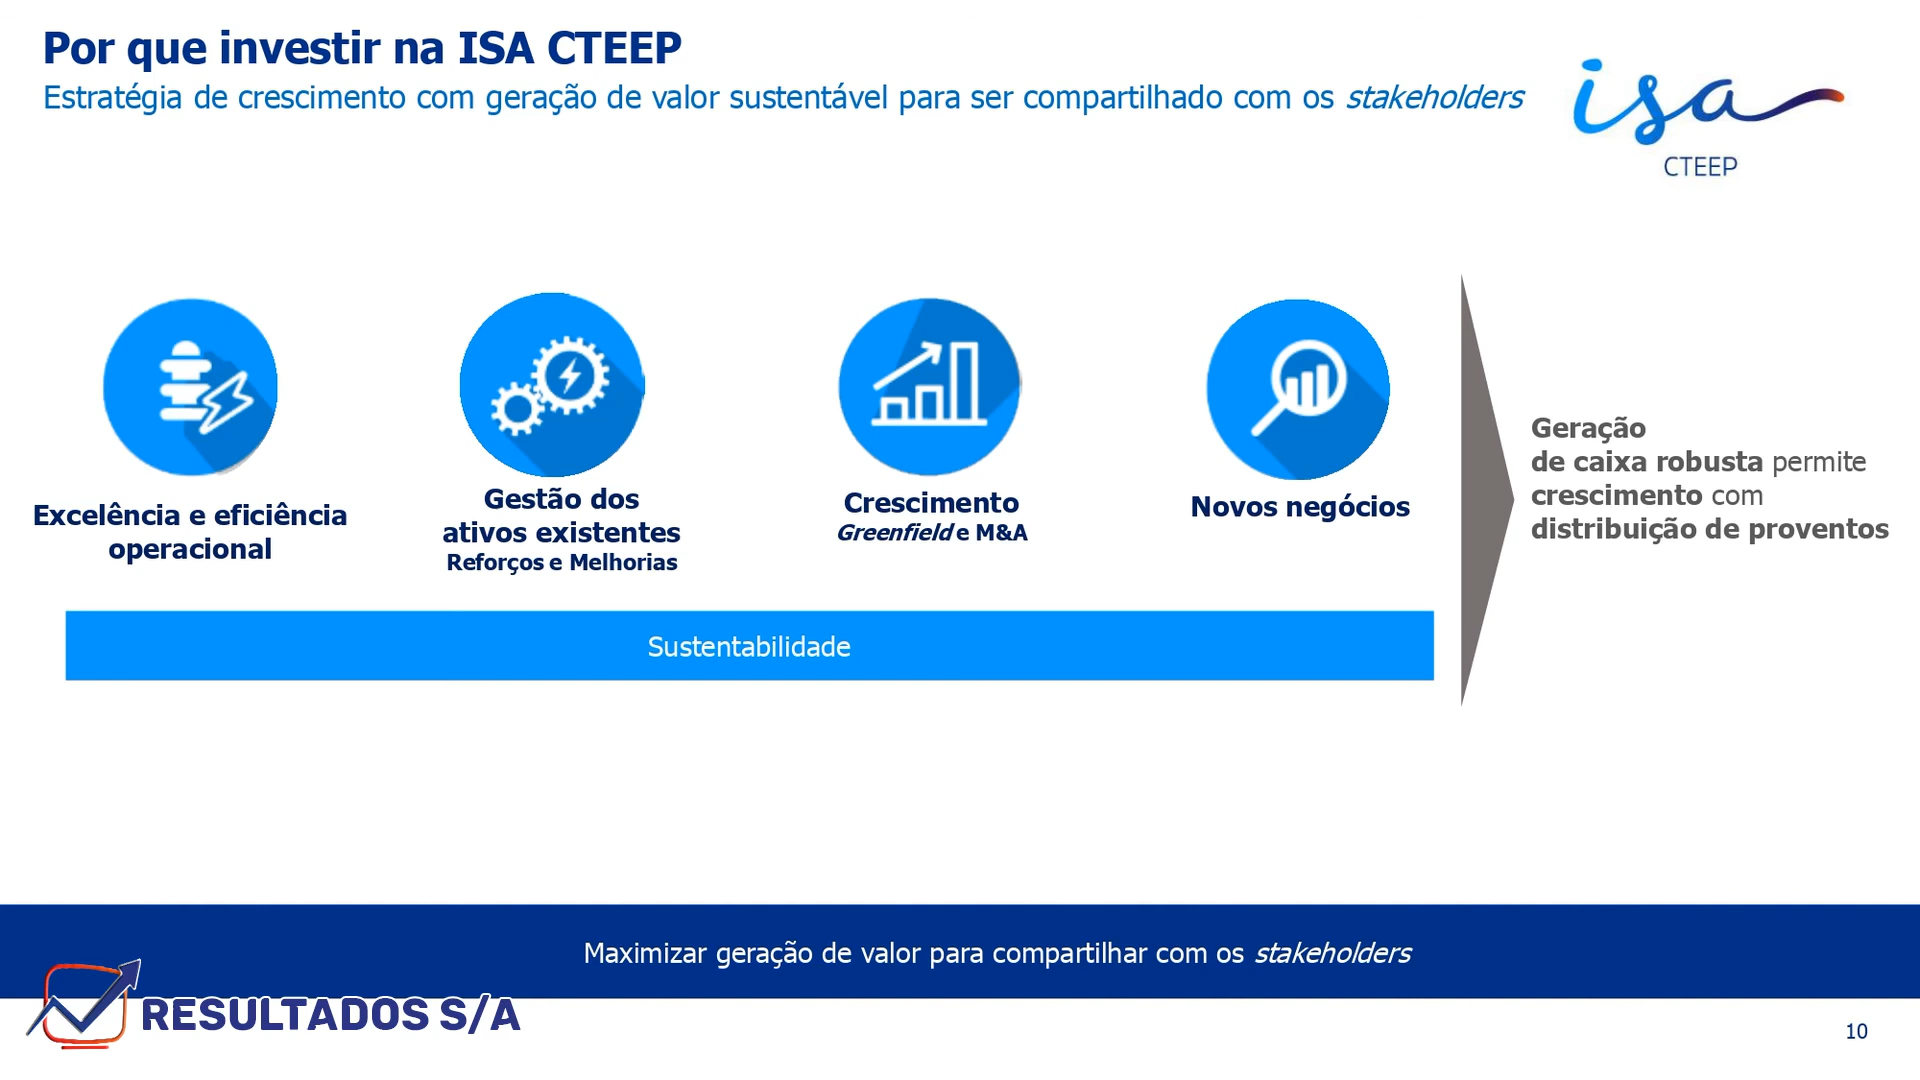 Por que investir na ISA CTEEP
Estratégia de crescimento com geração de valor sustentável para ser compartilhado com os stakeholders
isa
CTEEP
Excelência e eficiência
operacional
Gestão dos
ativos existentes
Reforços e Melhorias
Crescimento
Greenfield e M&A
Novos negócios
Geração
de caixa robusta permite
crescimento com
distribuição de proventos
Sustentabilidade
Maximizar geração de valor para compartilhar com os stakeholders
RESULTADOS S/A
10